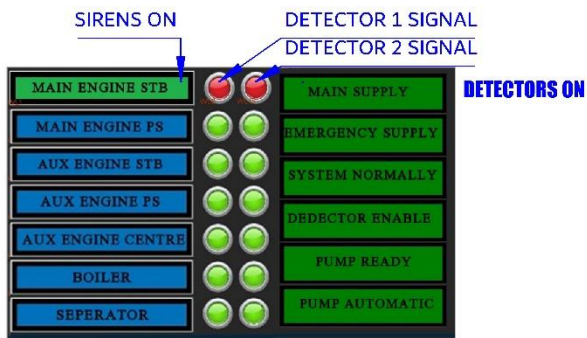 SIRENS ON
DETECTOR 1 SIGNAL
DETECTOR 2 SIGNAL
DETECTORS ON
MAIN ENGINE STB
MAIN SUPPLY
MAIN ENGINE PS
EMERGENCY SUPPLY
AUX ENGINE STB
SYSTEM NORMALLY
AUX ENGINE PS
DEDECTOR ENABLE
AUX ENGINE CENTRE
PUMP READY
BOILER
PUMP AUTOMATIC
SEPERATOR